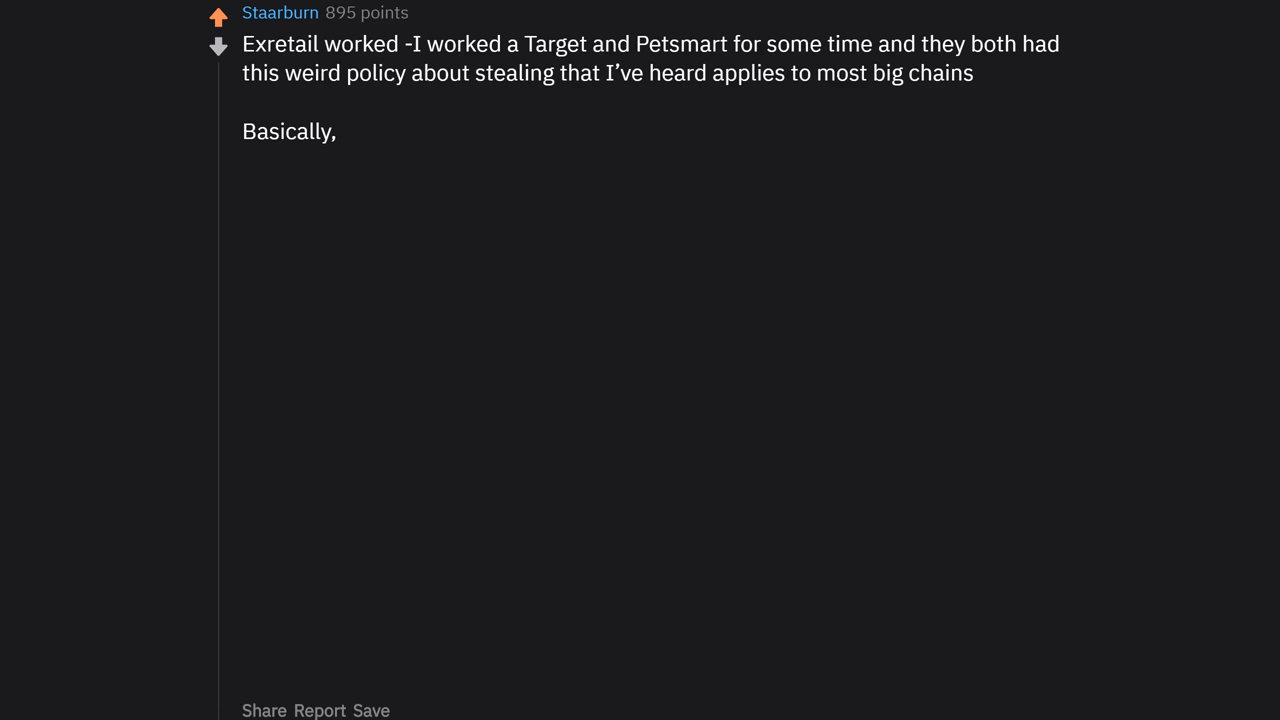 Staarburn 895 points
Exretail worked -I worked a Target and Petsmart for some time and they both had
this weird policy about stealing that I’ve heard applies to most big chains
Basically,
Share Report Save